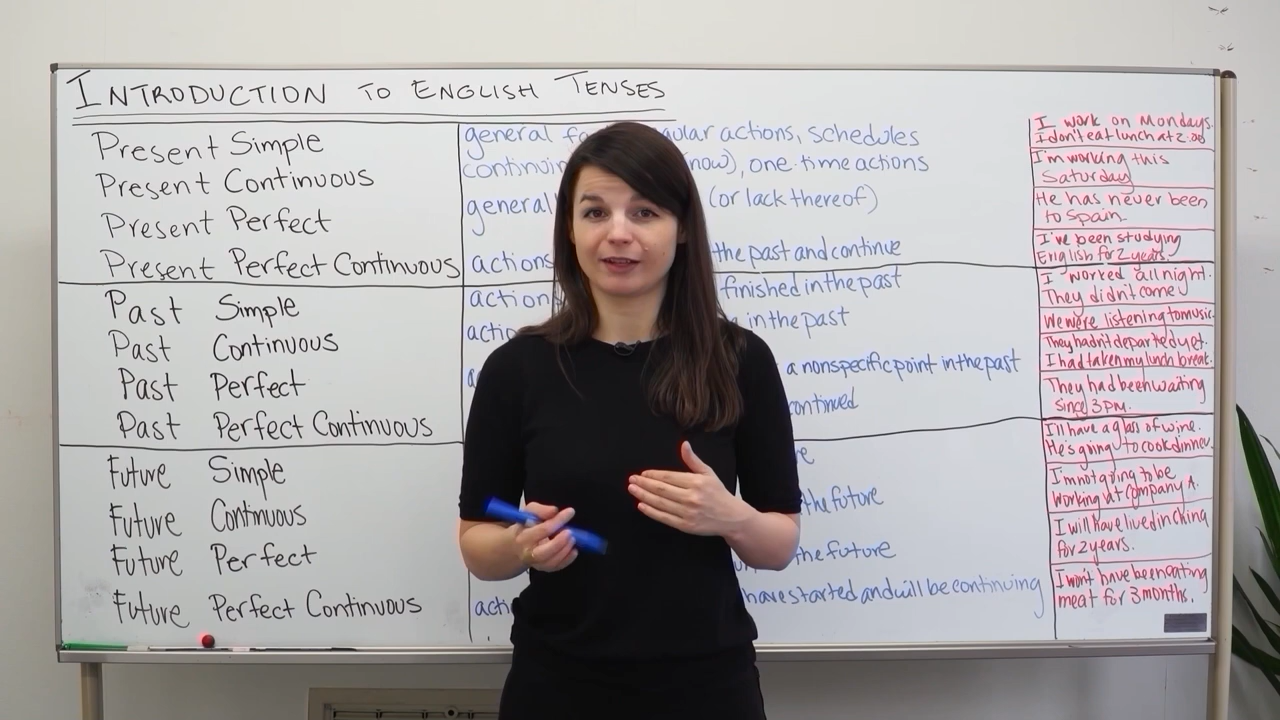 INTRODUCTION TO ENGLISH TENSES
Present Simple
Present Continuous
Present Perfect
Present Perfect Continuous
Past Simple
Past Continuous
Past Perfect
Past Perfect Continuous
Future Simple
Future Continuous
Future Perfect
Future Perfect Continuous
general actions, schedules
(now), one-time actions
general (or lack thereof)
actions the past and continue
action finished in the past
in the past
a nonspecific point in the past
continued
the future
the future
have started and will be continuing
I work on Mondays.
I don't eat lunch at 2:00
I'm working this
Saturday
He has never been
to Spain.
I've been studying
English for 2 years.
I worked all night.
They didn't come.
We were listening to music.
They hadn't departed yet.
I had taken my lunch break.
They had been waiting
since 3 PM.
I'll have a glass of wine.
He's going to cook dinner.
I'm not going to be
working at Company A.
I will have lived in China
for 2 years.
I won't have been eating
meat for 3 months.